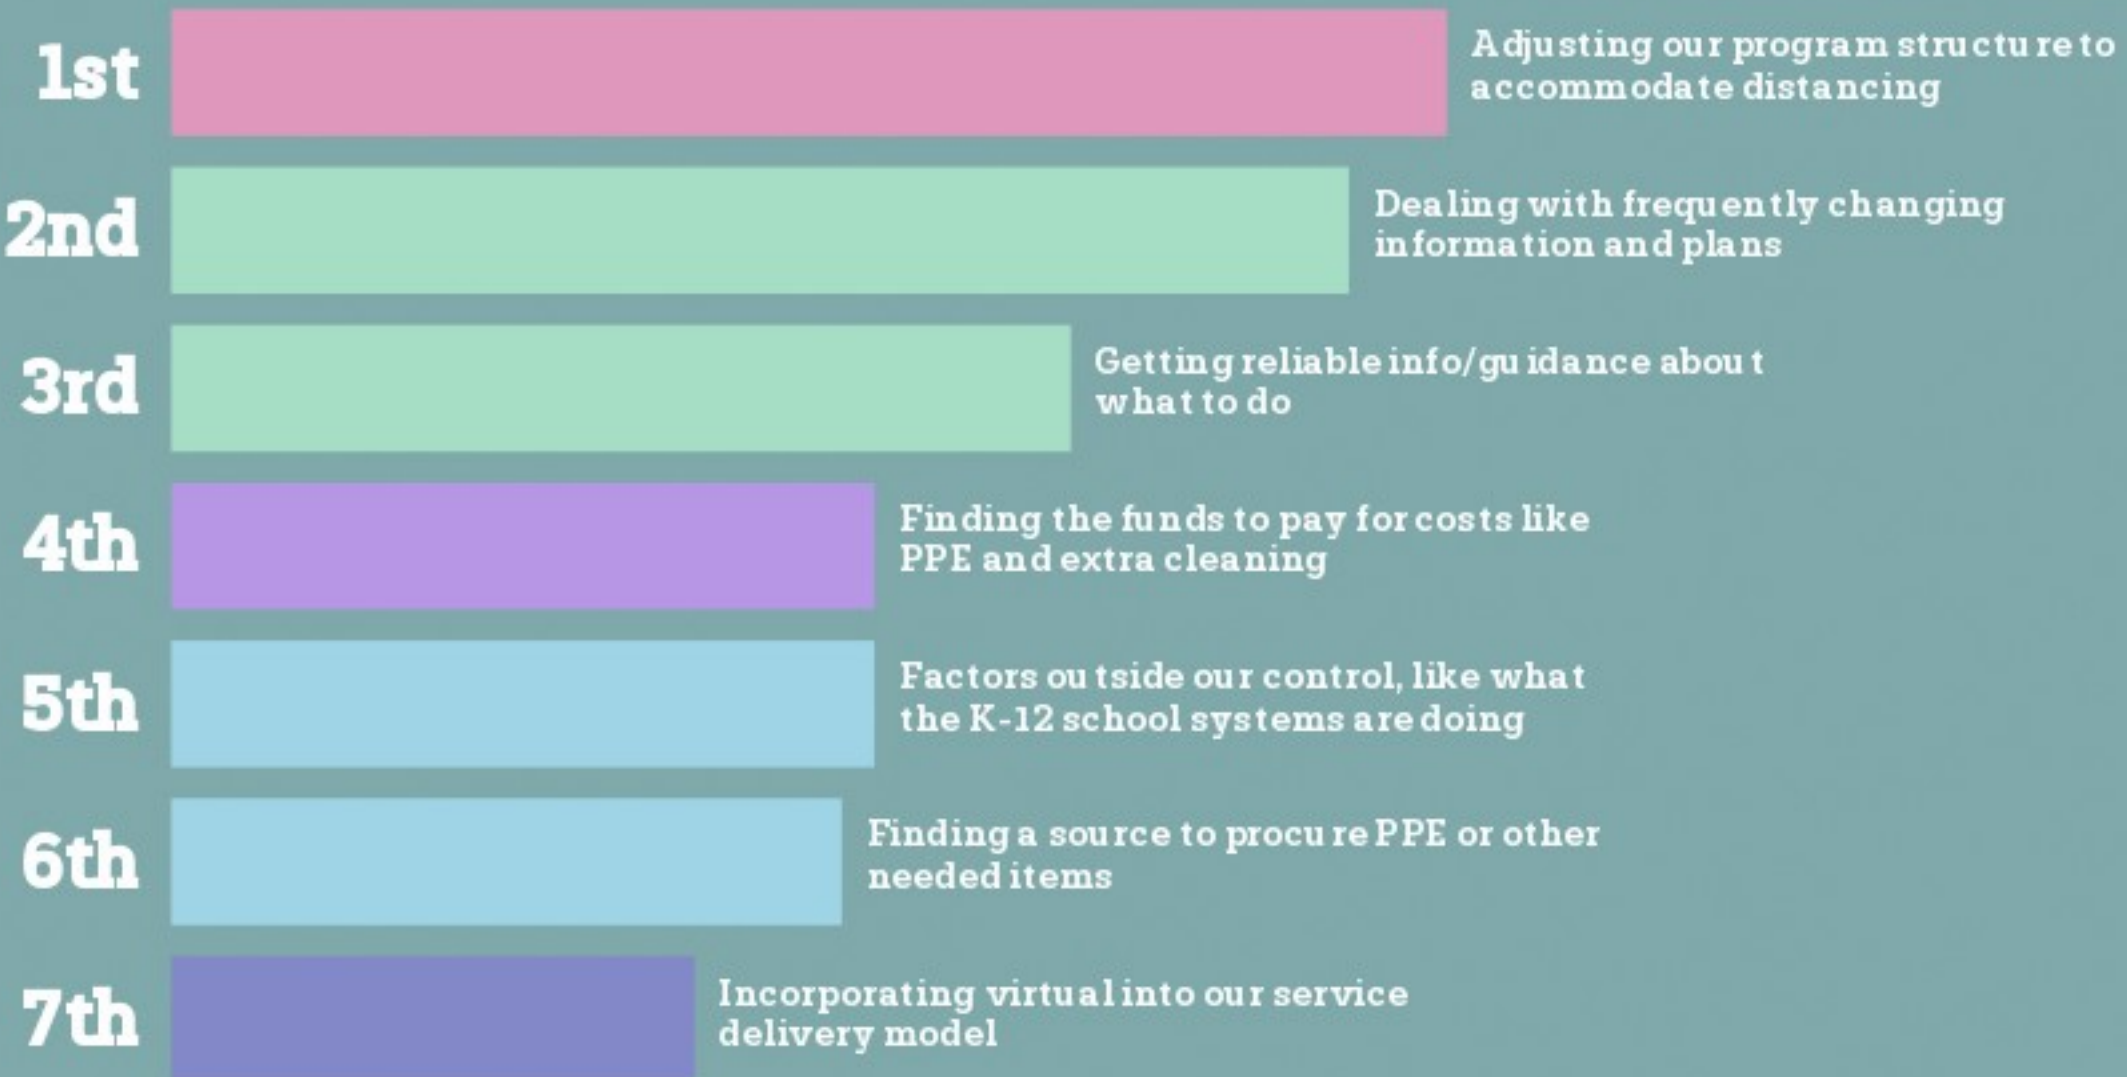 1st
Adjusting our program structure to
accommodate distancing
2nd
Dealing with frequently changing
information and plans
3rd
Getting reliable info/guidance about
what to do
4th
Finding the funds to pay for costs like
PPE and extra cleaning
5th
Factors outside our control, like what
the K-12 school systems are doing
6th
Finding a source to procure PPE or other
needed items
7th
Incorporating virtual into our service
delivery model